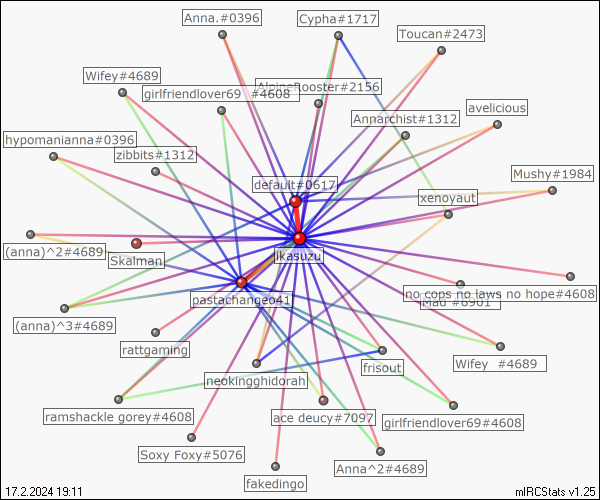 Anna.#0396
Cypha#1717
Toucan#2473
Wifey#4689
girlfriendlover69 #4608
AlpineRooster#2156
avelicious
Annarchist#1312
hypomanianna#0396
zibbits#1312
Mushy#1984
default#0617
xenoyaut
(anna)^2#4689
Skalman
ikasuzu
no cops no laws no hope#4608
pastachangeo41
Mad #6901
(anna)^3#4689
rattgaming
Wifey #4689
frisout
neokingghidorah
ramshackle gorey#4608
ace deucy#7097
girlfriendlover69#4608
Soxy Foxy#5076
Anna^2#4689
fakedingo
17.2.2024 19:11
mIRCStats v1.25